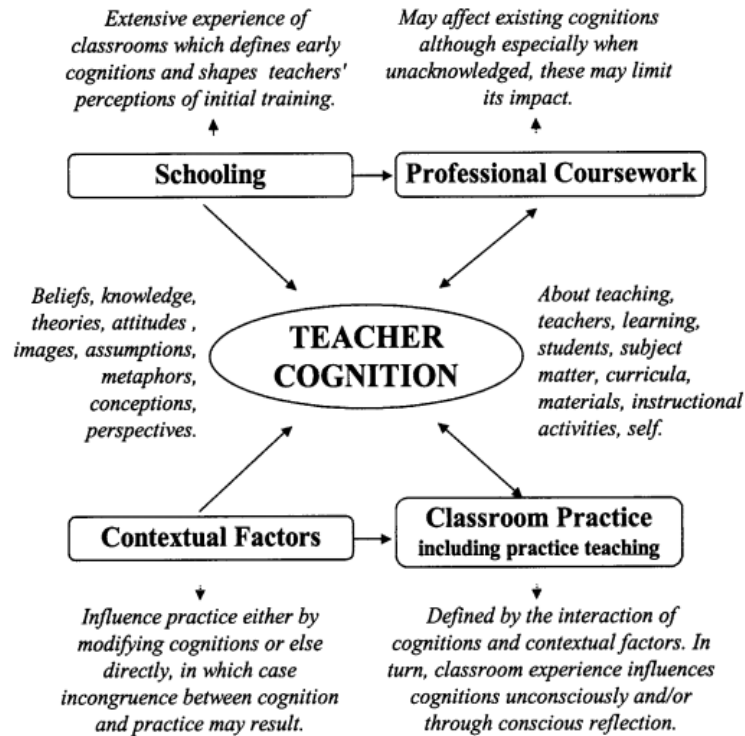 Extensive experience of
classrooms which defines early
cognitions and shapes teachers'
perceptions of initial training.
May affect existing cognitions
although especially when
unacknowledged, these may limit
its impact.
Schooling
Professional Coursework
Beliefs, knowledge,
theories, attitudes ,
images, assumptions,
metaphors,
conceptions,
perspectives.
TEACHER
COGNITION
About teaching,
teachers, learning,
students, subject
matter, curricula,
materials, instructional
activities, self.
Contextual Factors
Classroom Practice
including practice teaching
Influence practice either by
modifying cognitions or else
directly, in which case
incongruence between cognition
and practice may result.
Defined by the interaction of
cognitions and contextual factors. In
turn, classroom experience influences
cognitions unconsciously and/or
through conscious reflection.